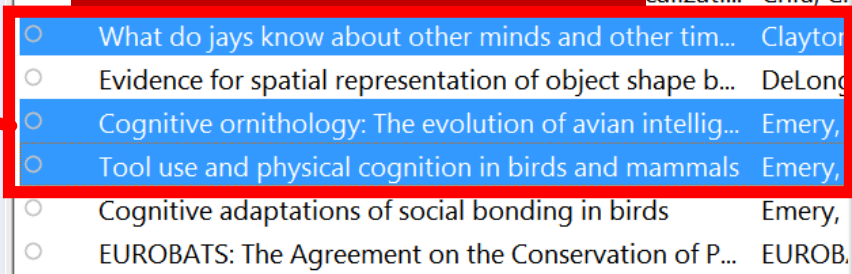 What do jays know about other minds and other tim... Clayton
Evidence for spatial representation of object shape b... DeLong
Cognitive ornithology: The evolution of avian intellig... Emery,
Tool use and physical cognition in birds and mammals Emery,
Cognitive adaptations of social bonding in birds Emery,
EUROBATS: The Agreement on the Conservation of P... EUROB